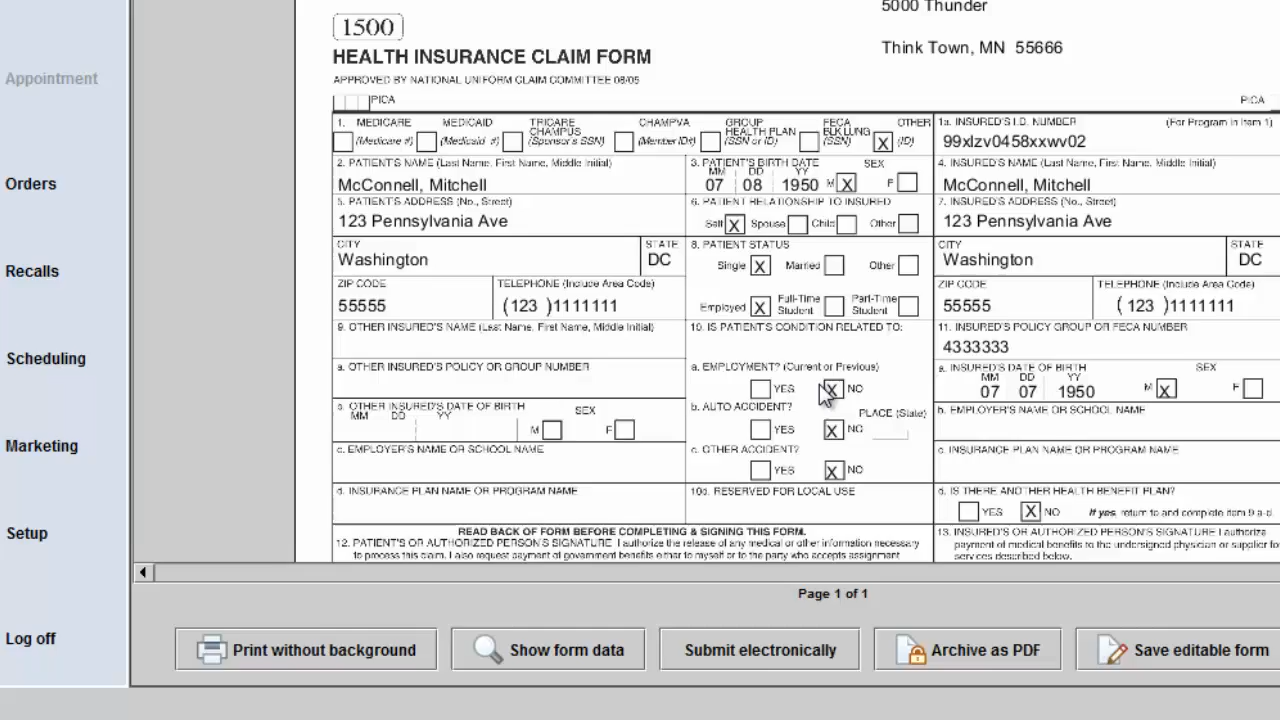 5000 Thunder
Think Town, MN 55666
1500
HEALTH INSURANCE CLAIM FORM
APPROVED BY NATIONAL UNIFORM CLAIM COMMITTEE 08/05
PICA
PICA
1. MEDICARE MEDICAID TRICARE CHAMPUS CHAMPVA GROUP HEALTH PLAN FECA BLK LUNG OTHER
(Medicare #) (Medicaid #) (Sponsor's SSN) (Member ID#) (SSN or ID) (SSN) X (ID)
1a. INSURED'S I.D. NUMBER (For Program in Item 1)
99xlzv0458xxwv02
2. PATIENT'S NAME (Last Name, First Name, Middle Initial)
McConnell, Mitchell
3. PATIENT'S BIRTH DATE SEX
MM DD YY
07 08 1950 M X F
4. INSURED'S NAME (Last Name, First Name, Middle Initial)
McConnell, Mitchell
5. PATIENT'S ADDRESS (No., Street)
123 Pennsylvania Ave
6. PATIENT RELATIONSHIP TO INSURED
Self X Spouse Child Other
7. INSURED'S ADDRESS (No., Street)
123 Pennsylvania Ave
CITY STATE
Washington DC
8. PATIENT STATUS
Single X Married Other
CITY STATE
Washington DC
ZIP CODE TELEPHONE (Include Area Code)
55555 (123 )1111111
Employed X Full-Time Student Part-Time Student
ZIP CODE TELEPHONE (Include Area Code)
55555 ( 123 )1111111
9. OTHER INSURED'S NAME (Last Name, First Name, Middle Initial)
10. IS PATIENT'S CONDITION RELATED TO:
11. INSURED'S POLICY GROUP OR FECA NUMBER
4333333
a. OTHER INSURED'S POLICY OR GROUP NUMBER
a. EMPLOYMENT? (Current or Previous)
YES X NO
a. INSURED'S DATE OF BIRTH SEX
MM DD YY
07 07 1950 M X F
b. OTHER INSURED'S DATE OF BIRTH SEX
MM DD YY
M F
b. AUTO ACCIDENT? PLACE (State)
YES X NO
b. EMPLOYER'S NAME OR SCHOOL NAME
c. EMPLOYER'S NAME OR SCHOOL NAME
c. OTHER ACCIDENT?
YES X NO
c. INSURANCE PLAN NAME OR PROGRAM NAME
d. INSURANCE PLAN NAME OR PROGRAM NAME
10d. RESERVED FOR LOCAL USE
d. IS THERE ANOTHER HEALTH BENEFIT PLAN?
YES X NO If yes, return to and complete item 9 a-d.
READ BACK OF FORM BEFORE COMPLETING & SIGNING THIS FORM.
12. PATIENT'S OR AUTHORIZED PERSON'S SIGNATURE I authorize the release of any medical or other information necessary
to process this claim. I also request payment of government benefits either to myself or to the party who accepts assignment
13. INSURED'S OR AUTHORIZED PERSON'S SIGNATURE I authorize
payment of medical benefits to the undersigned physician or supplier for
services described below.
Appointment
Orders
Recalls
Scheduling
Marketing
Setup
Log off
Page 1 of 1
Print without background
Show form data
Submit electronically
Archive as PDF
Save editable form